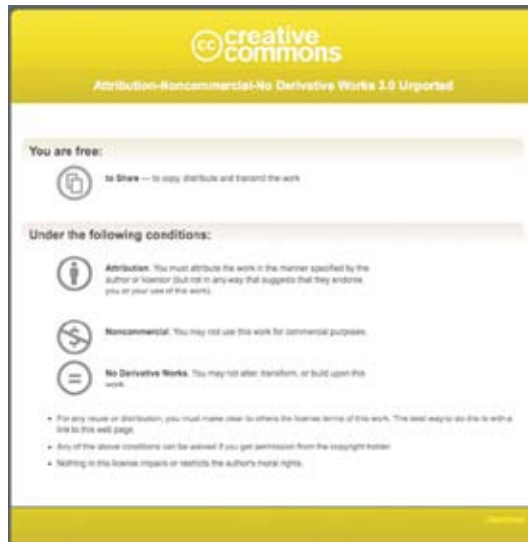 cc creative
commons
Attribution-Noncommercial-No Derivative Works 3.0 Unported
You are free:
to Share — to copy, distribute and transmit the work
Under the following conditions:
Attribution. You must attribute the work in the manner specified by the
author or licensor (but not in any way that suggests that they endorse
you or your use of the work).
Noncommercial. You may not use this work for commercial purposes.
No Derivative Works. You may not alter, transform, or build upon this
work.
• For any reuse or distribution, you must make clear to others the license terms of this work. The best way to do this is with a
link to this web page.
• Any of the above conditions can be waived if you get permission from the copyright holder.
• Nothing in this license impairs or restricts the author's moral rights.